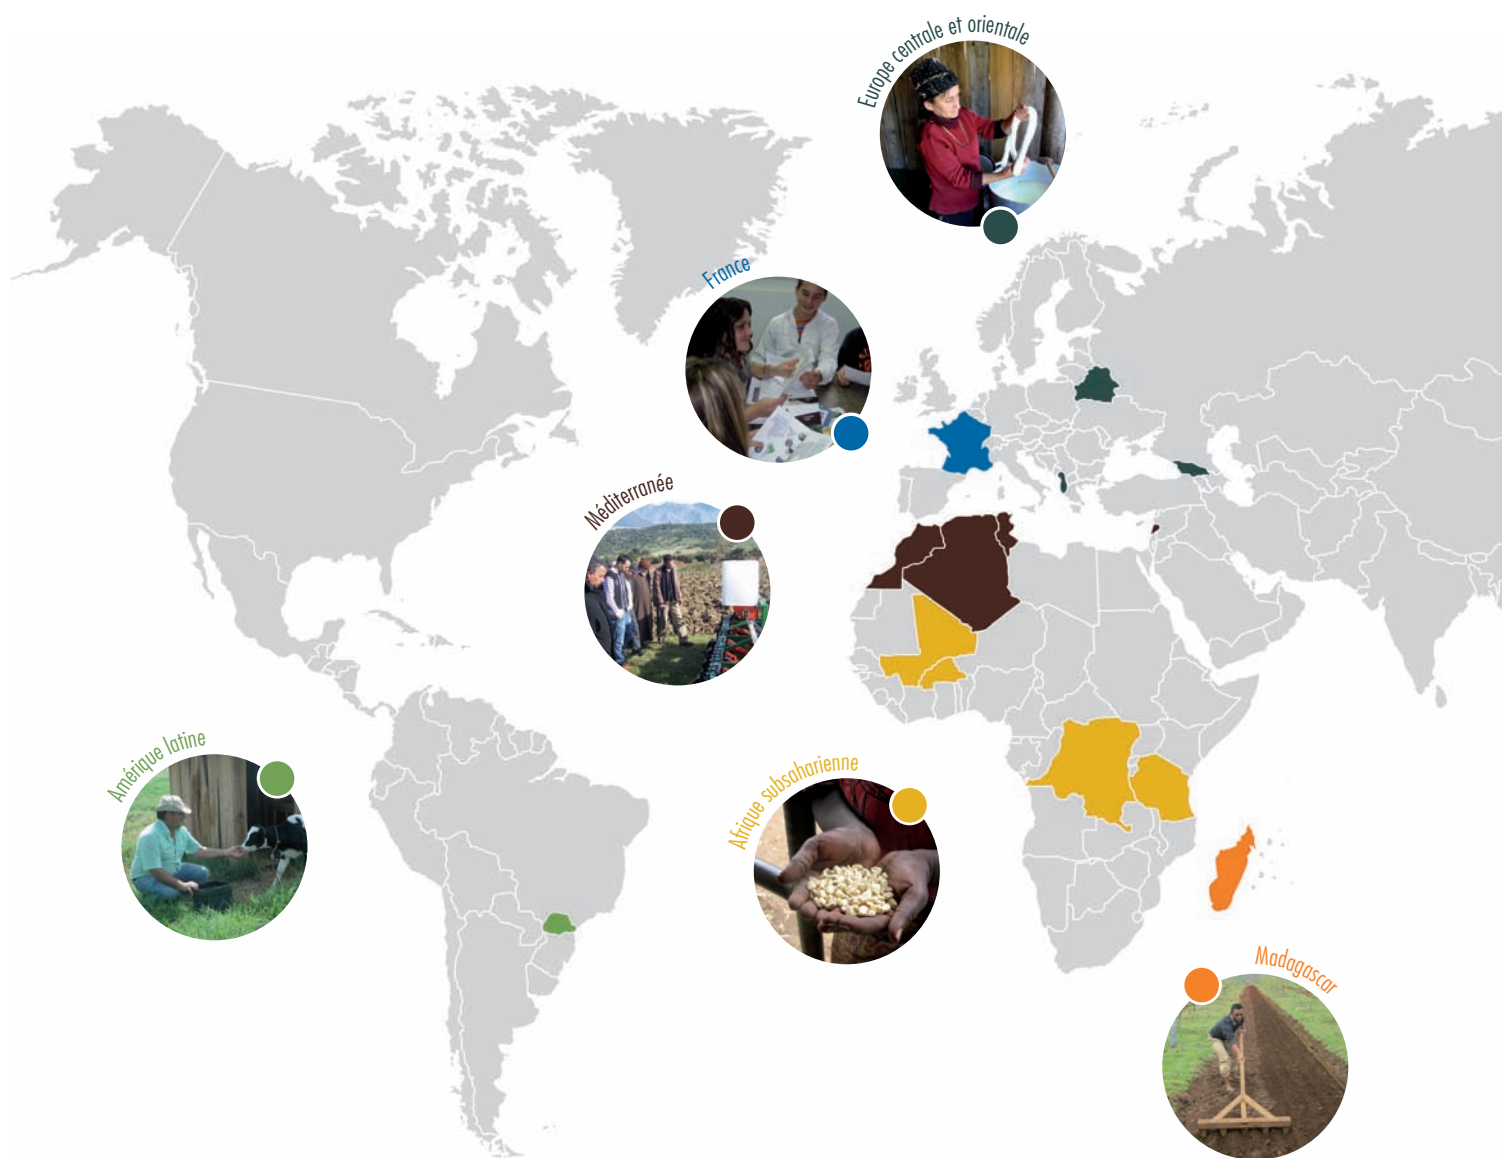 Europe centrale et orientale
France
Méditerranée
Amérique latine
Afrique subsaharienne
Madagascar